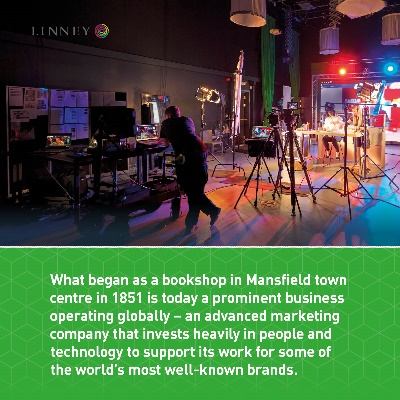 LINNEY
What began as a bookshop in Mansfield town
centre in 1851 is today a prominent business
operating globally – an advanced marketing
company that invests heavily in people and
technology to support its work for some of
the world's most well-known brands.